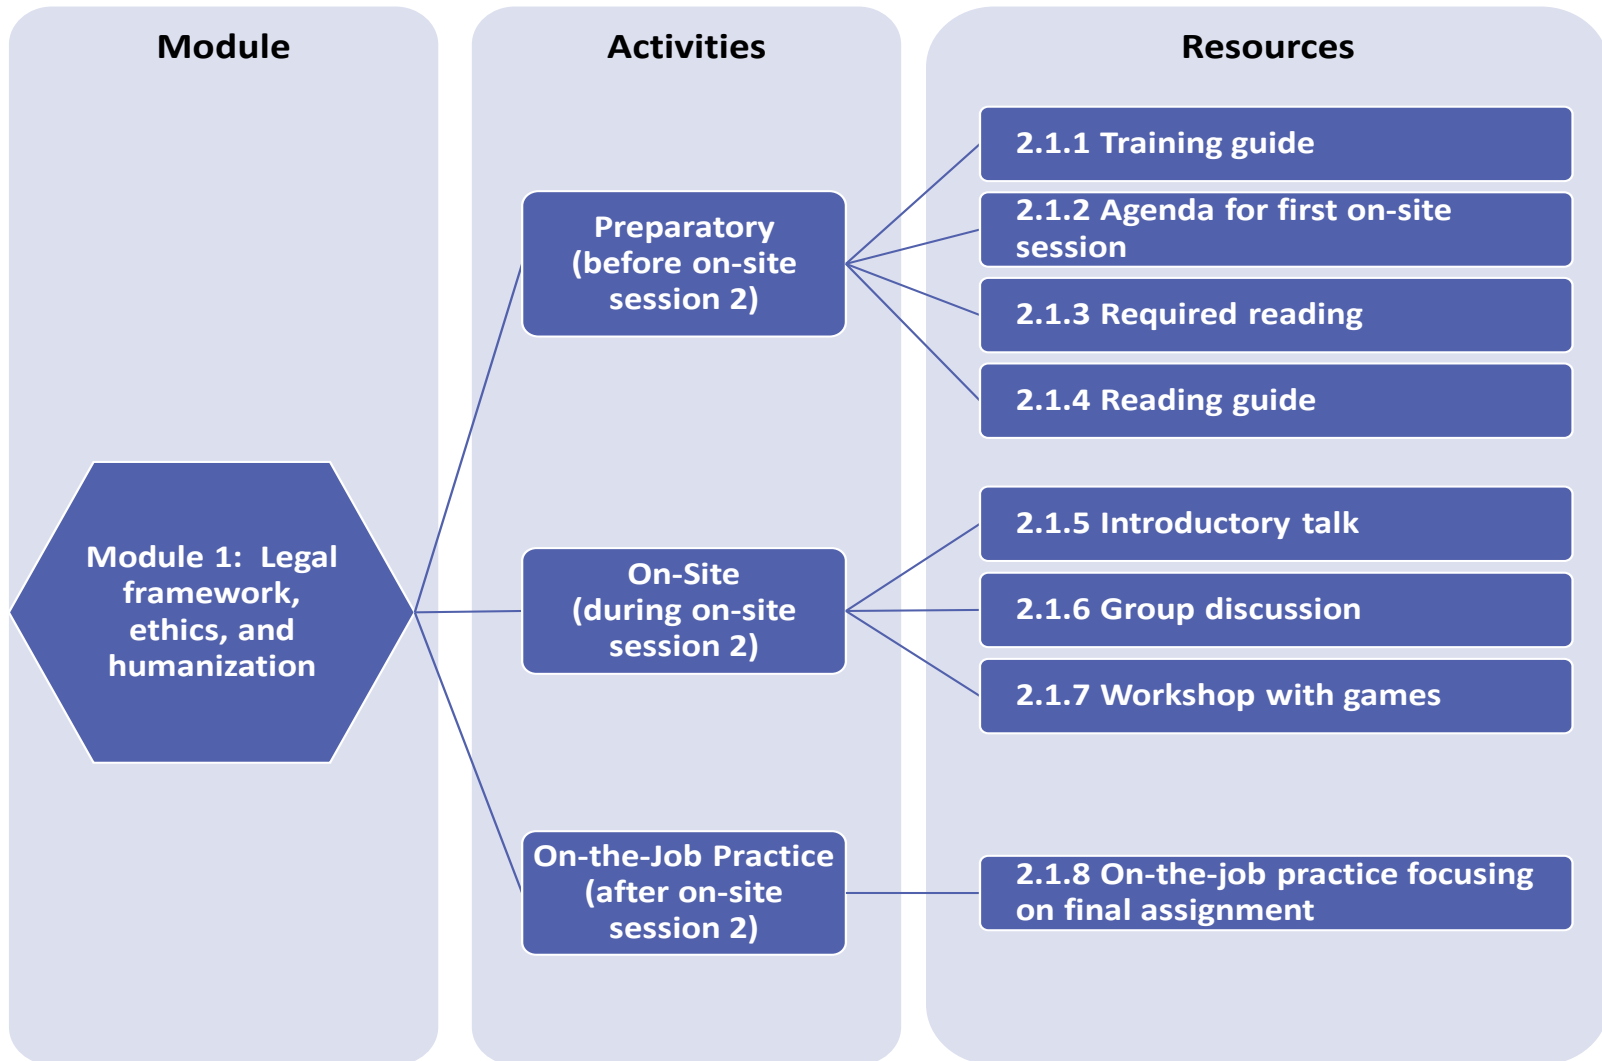 Module
Activities
Resources
Module 1:  Legal
framework,
ethics, and
humanization
Preparatory
(before on-site
session 2)
On-Site
(during on-site
session 2)
On-the-Job Practice
(after on-site
session 2)
2.1.1 Training guide
2.1.2 Agenda for first on-site
session
2.1.3 Required reading
2.1.4 Reading guide
2.1.5 Introductory talk
2.1.6 Group discussion
2.1.7 Workshop with games
2.1.8 On-the-job practice focusing
on final assignment